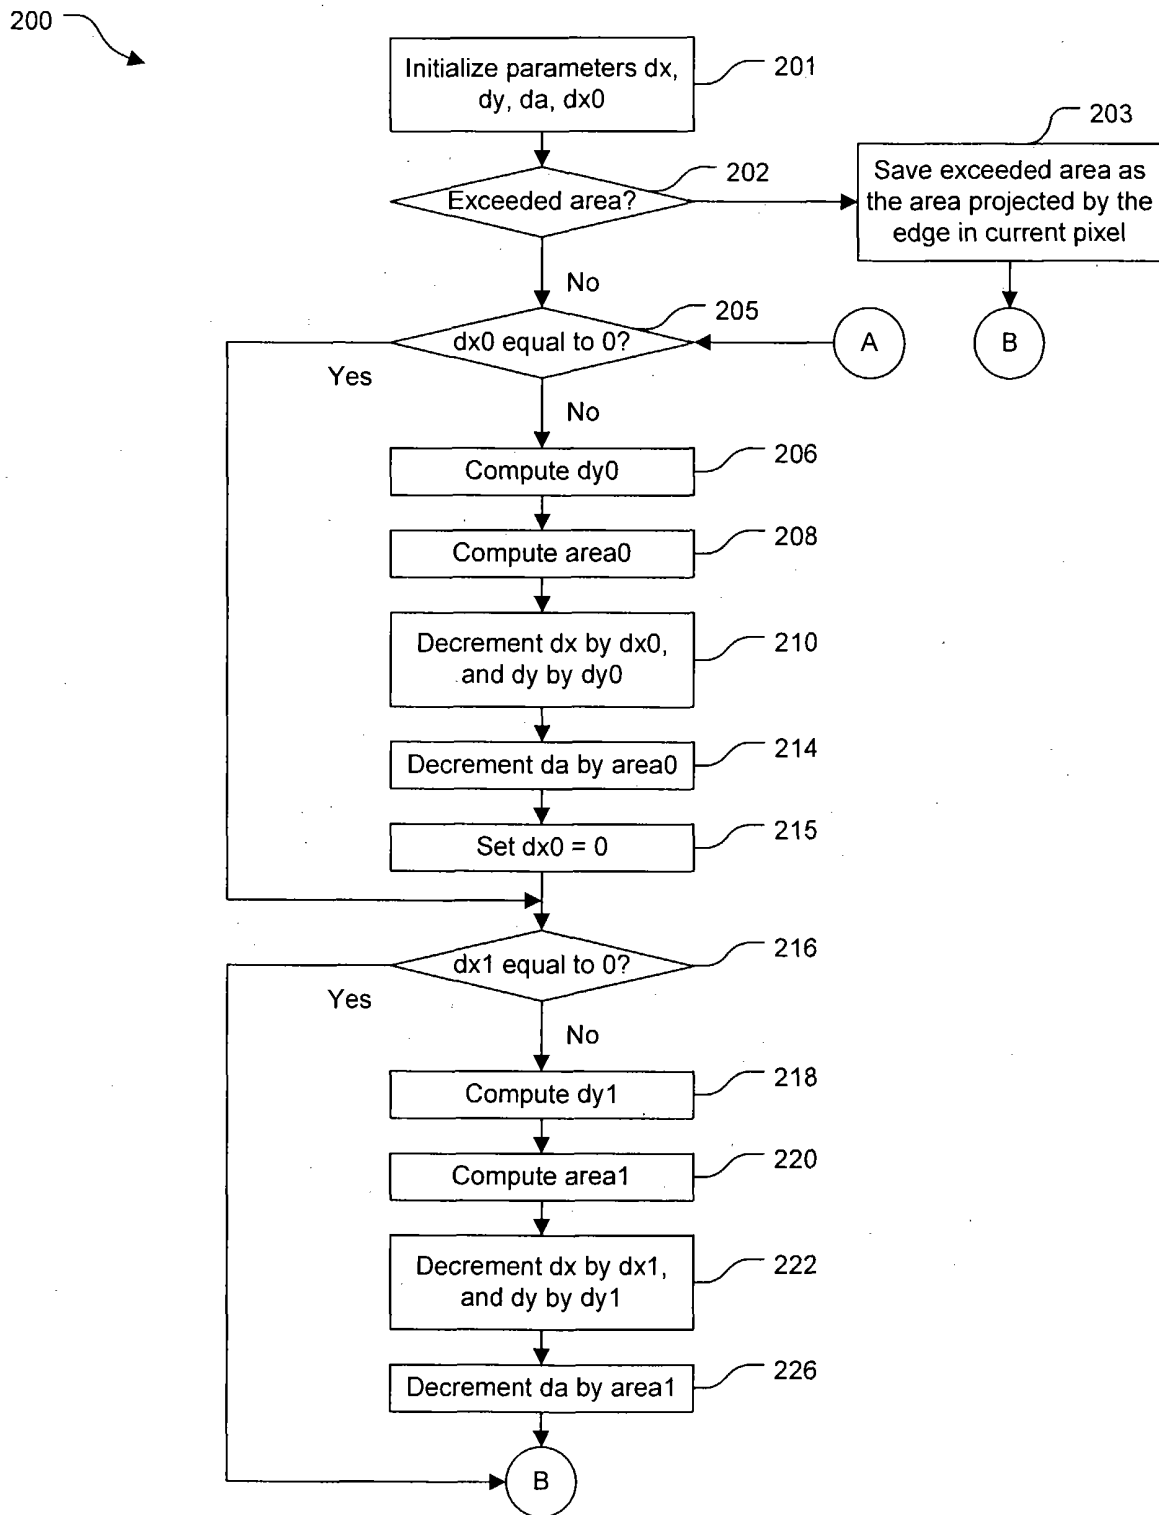 200
Initialize parameters dx,
dy, da, dx0
201
Exceeded area?
202
203
Save exceeded area as
the area projected by the
edge in current pixel
No
205
dx0 equal to 0?
A
B
Yes
No
Compute dy0
206
Compute area0
208
Decrement dx by dx0,
and dy by dy0
210
Decrement da by area0
214
Set dx0 = 0
215
dx1 equal to 0?
216
Yes
No
Compute dy1
218
Compute area1
220
Decrement dx by dx1,
and dy by dy1
222
Decrement da by area1
226
B